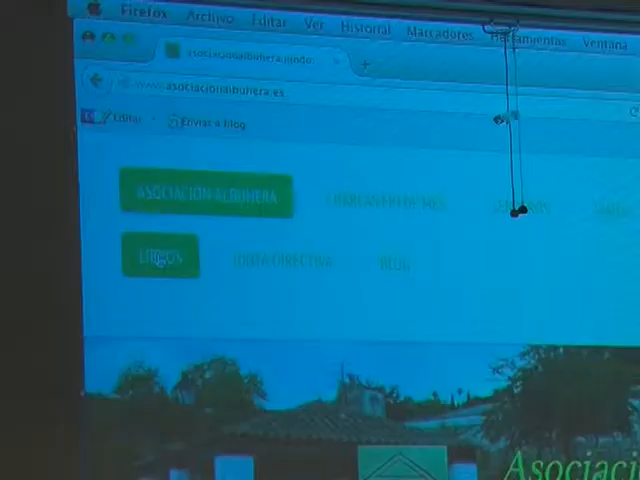 Firefox Archivo Editar Ver Historial Marcadores Herramientas Ventana
www.asociacionalbuhera.es
Editar Enviar a blog
ASOCIACIÓN ALBUHERA
LIBROS JUNTA DIRECTIVA BLOG
Asociaci